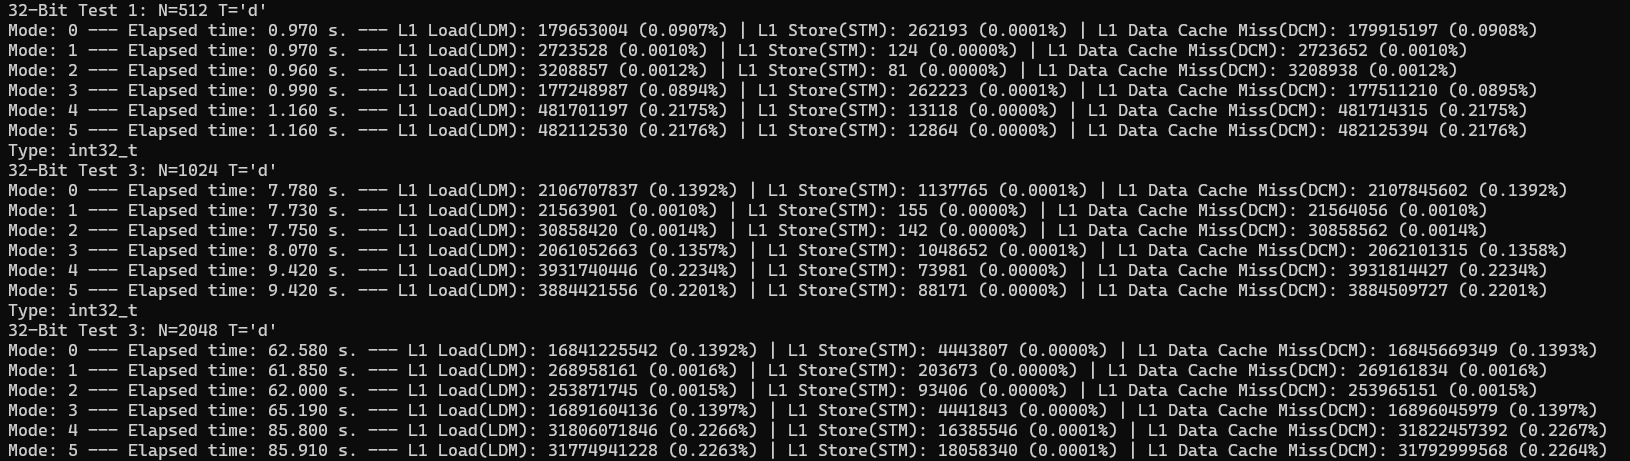 32-Bit Test 1: N=512 T='d'
Mode: 0 --- Elapsed time: 0.970 s. --- L1 Load(LDM): 179653004 (0.0907%) | L1 Store(STM): 262193 (0.0001%) | L1 Data Cache Miss(DCM): 179915197 (0.0908%)
Mode: 1 --- Elapsed time: 0.970 s. --- L1 Load(LDM): 2723528 (0.0010%) | L1 Store(STM): 124 (0.0000%) | L1 Data Cache Miss(DCM): 2723652 (0.0010%)
Mode: 2 --- Elapsed time: 0.960 s. --- L1 Load(LDM): 3208857 (0.0012%) | L1 Store(STM): 81 (0.0000%) | L1 Data Cache Miss(DCM): 3208938 (0.0012%)
Mode: 3 --- Elapsed time: 0.990 s. --- L1 Load(LDM): 177248987 (0.0894%) | L1 Store(STM): 262223 (0.0001%) | L1 Data Cache Miss(DCM): 177511210 (0.0895%)
Mode: 4 --- Elapsed time: 1.160 s. --- L1 Load(LDM): 481701197 (0.2175%) | L1 Store(STM): 13118 (0.0000%) | L1 Data Cache Miss(DCM): 481714315 (0.2175%)
Mode: 5 --- Elapsed time: 1.160 s. --- L1 Load(LDM): 482112530 (0.2176%) | L1 Store(STM): 12864 (0.0000%) | L1 Data Cache Miss(DCM): 482125394 (0.2176%)
Type: int32_t
32-Bit Test 3: N=1024 T='d'
Mode: 0 --- Elapsed time: 7.780 s. --- L1 Load(LDM): 2106707837 (0.1392%) | L1 Store(STM): 1137765 (0.0001%) | L1 Data Cache Miss(DCM): 2107845602 (0.1392%)
Mode: 1 --- Elapsed time: 7.730 s. --- L1 Load(LDM): 21563901 (0.0010%) | L1 Store(STM): 155 (0.0000%) | L1 Data Cache Miss(DCM): 21564056 (0.0010%)
Mode: 2 --- Elapsed time: 7.750 s. --- L1 Load(LDM): 30858420 (0.0014%) | L1 Store(STM): 142 (0.0000%) | L1 Data Cache Miss(DCM): 30858562 (0.0014%)
Mode: 3 --- Elapsed time: 8.070 s. --- L1 Load(LDM): 2061052663 (0.1357%) | L1 Store(STM): 1048652 (0.0001%) | L1 Data Cache Miss(DCM): 2062101315 (0.1358%)
Mode: 4 --- Elapsed time: 9.420 s. --- L1 Load(LDM): 3931740446 (0.2234%) | L1 Store(STM): 73981 (0.0000%) | L1 Data Cache Miss(DCM): 3931814427 (0.2234%)
Mode: 5 --- Elapsed time: 9.420 s. --- L1 Load(LDM): 3884421556 (0.2201%) | L1 Store(STM): 88171 (0.0000%) | L1 Data Cache Miss(DCM): 3884509727 (0.2201%)
Type: int32_t
32-Bit Test 3: N=2048 T='d'
Mode: 0 --- Elapsed time: 62.580 s. --- L1 Load(LDM): 16841225542 (0.1392%) | L1 Store(STM): 4443807 (0.0000%) | L1 Data Cache Miss(DCM): 16845669349 (0.1393%)
Mode: 1 --- Elapsed time: 61.850 s. --- L1 Load(LDM): 268958161 (0.0016%) | L1 Store(STM): 203673 (0.0000%) | L1 Data Cache Miss(DCM): 269161834 (0.0016%)
Mode: 2 --- Elapsed time: 62.000 s. --- L1 Load(LDM): 253871745 (0.0015%) | L1 Store(STM): 93406 (0.0000%) | L1 Data Cache Miss(DCM): 253965151 (0.0015%)
Mode: 3 --- Elapsed time: 65.190 s. --- L1 Load(LDM): 16891604136 (0.1397%) | L1 Store(STM): 4441843 (0.0000%) | L1 Data Cache Miss(DCM): 16896045979 (0.1397%)
Mode: 4 --- Elapsed time: 85.800 s. --- L1 Load(LDM): 31806071846 (0.2266%) | L1 Store(STM): 16385546 (0.0001%) | L1 Data Cache Miss(DCM): 31822457392 (0.2267%)
Mode: 5 --- Elapsed time: 85.910 s. --- L1 Load(LDM): 31774941228 (0.2263%) | L1 Store(STM): 18058340 (0.0001%) | L1 Data Cache Miss(DCM): 31792999568 (0.2264%)